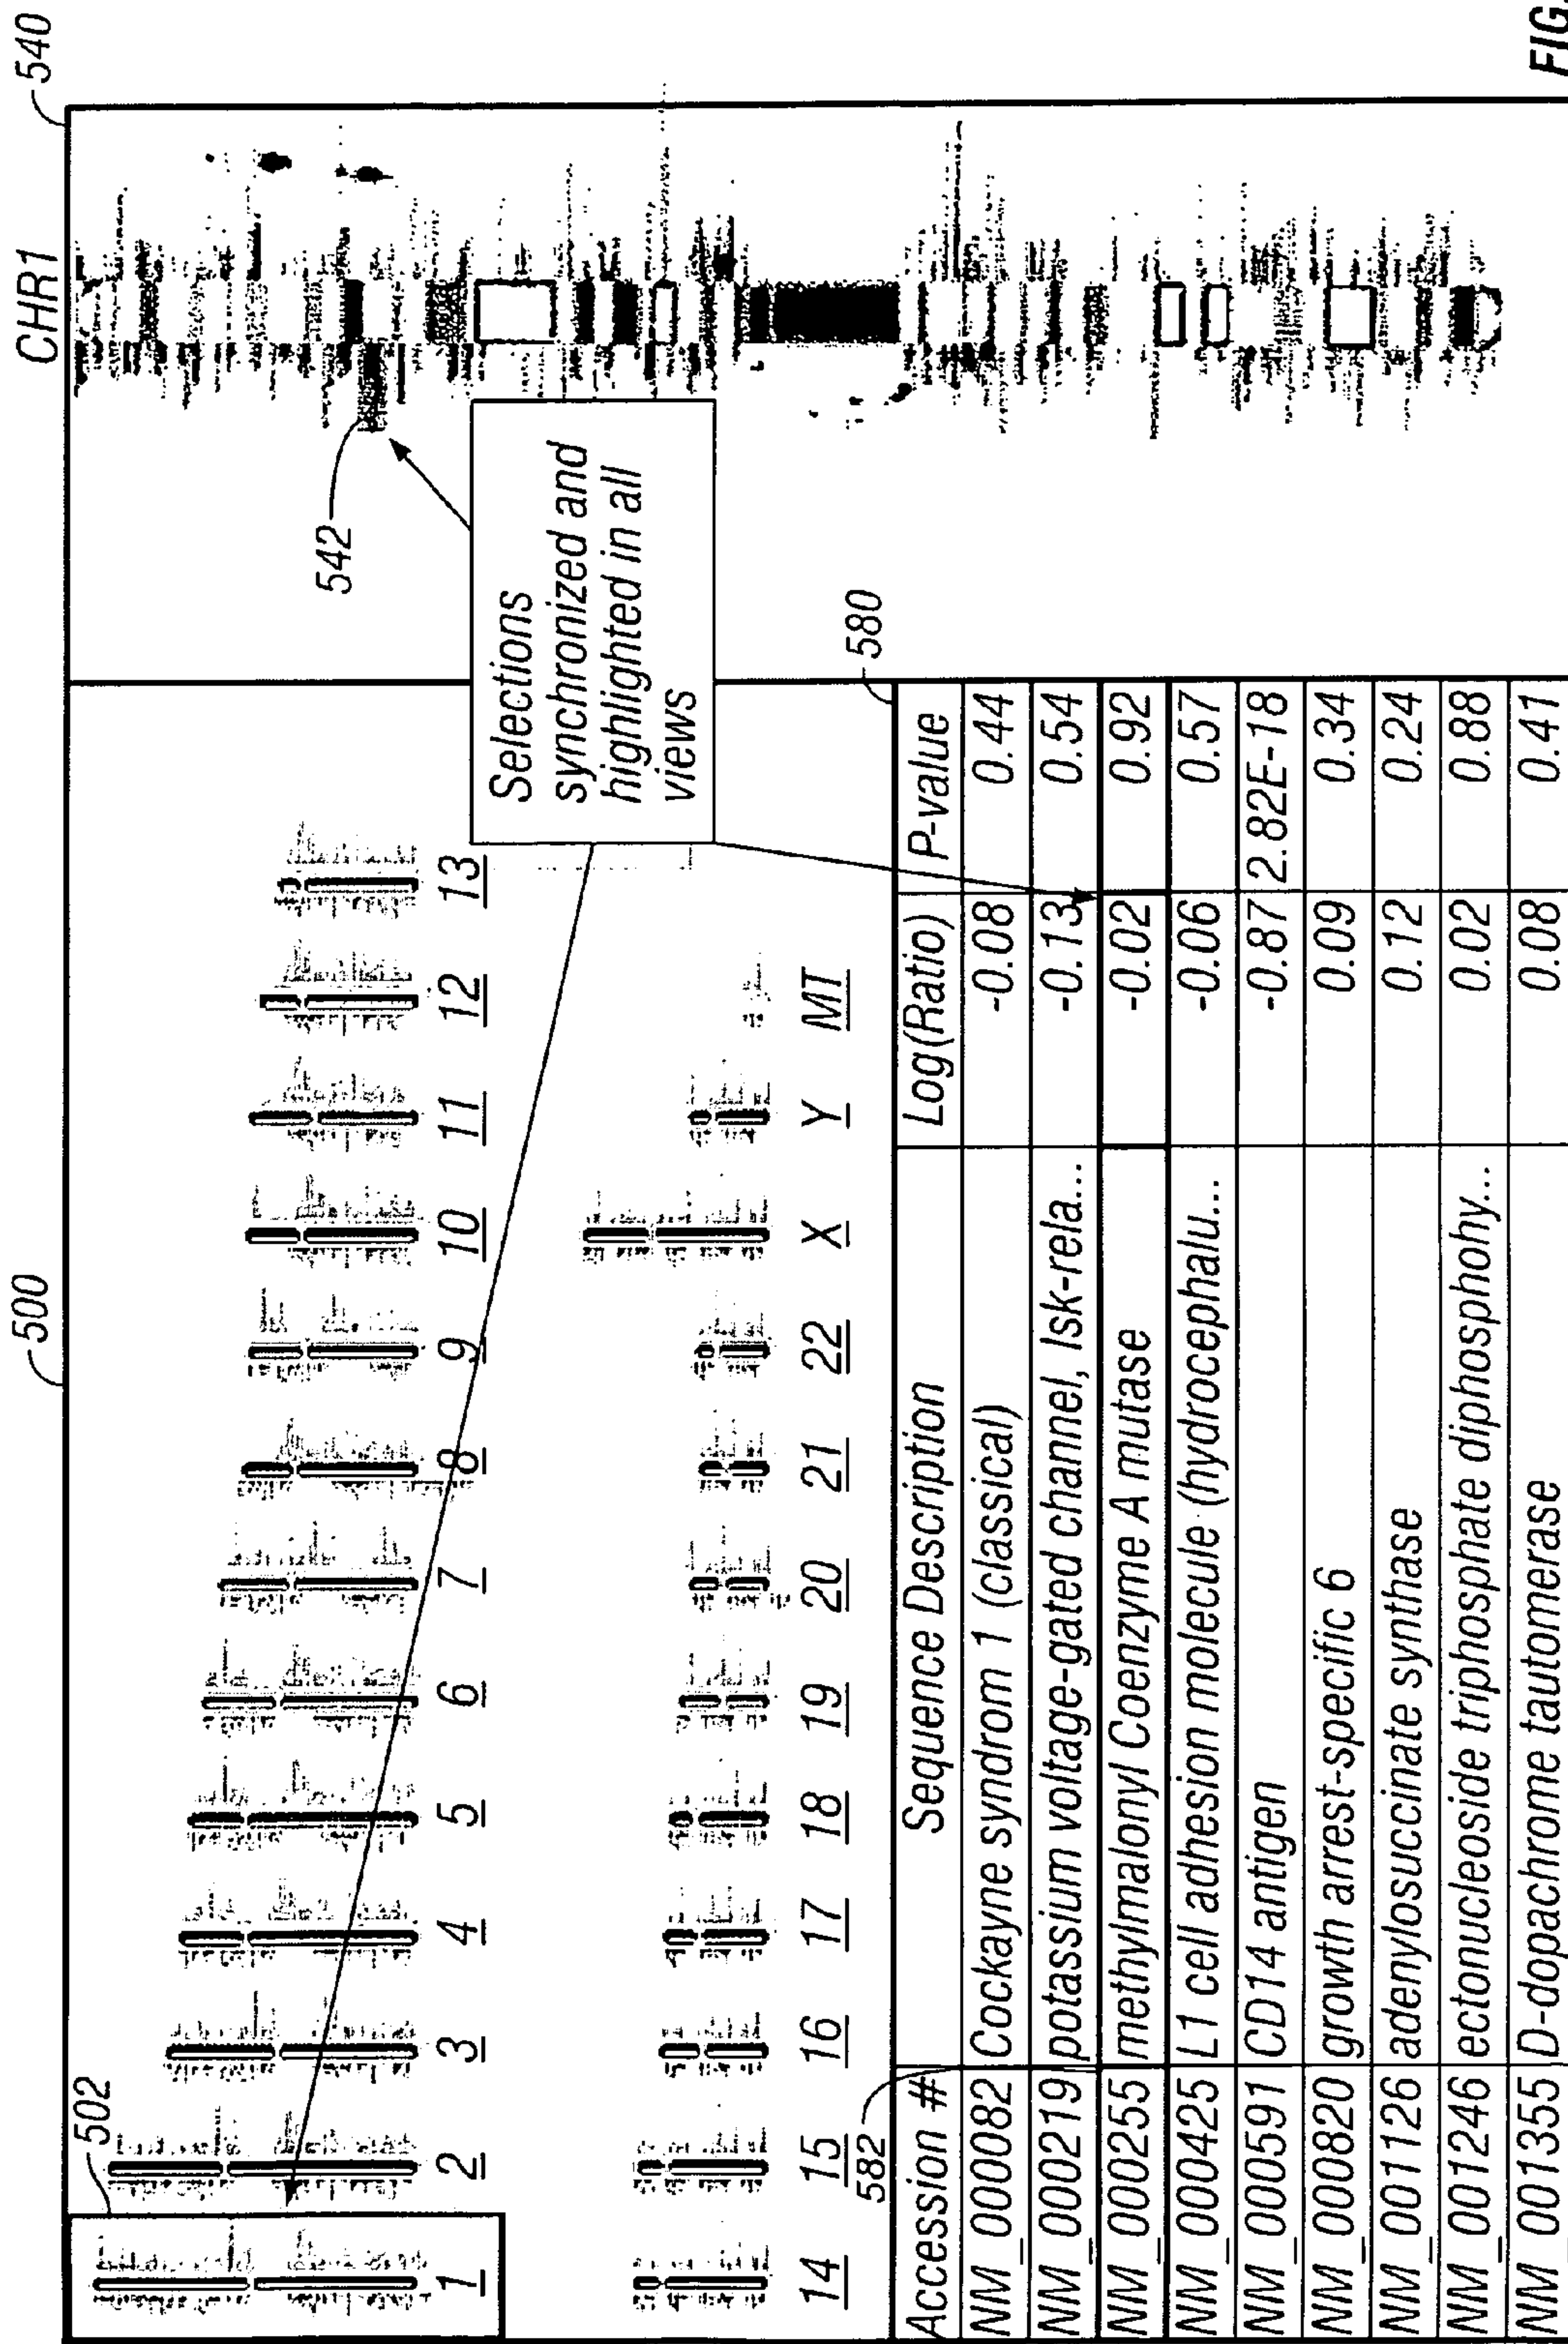 500
540
CHR1
502
542
1 2 3 4 5 6 7 8 9 10 11 12 13
Selections
synchronized and
highlighted in all
views
14 15 16 17 18 19 20 21 22 X Y MT
582
580
Accession # Sequence Description Log(Ratio) P-value
NM_000082 Cockayne syndrom 1 (classical) -0.08 0.44
NM_000219 potassium voltage-gated channel, Isk-rela... -0.13 0.54
NM_000255 methylmalonyl Coenzyme A mutase -0.02 0.92
NM_000425 L1 cell adhesion molecule (hydrocephalu... -0.06 0.57
NM_000591 CD14 antigen -0.87 2.82E-18
NM_000820 growth arrest-specific 6 0.09 0.34
NM_001126 adenylosuccinate synthase 0.12 0.24
NM_001246 ectonucleoside triphosphate diphosphohy... 0.02 0.88
NM_001355 D-dopachrome tautomerase 0.08 0.41
FIG.